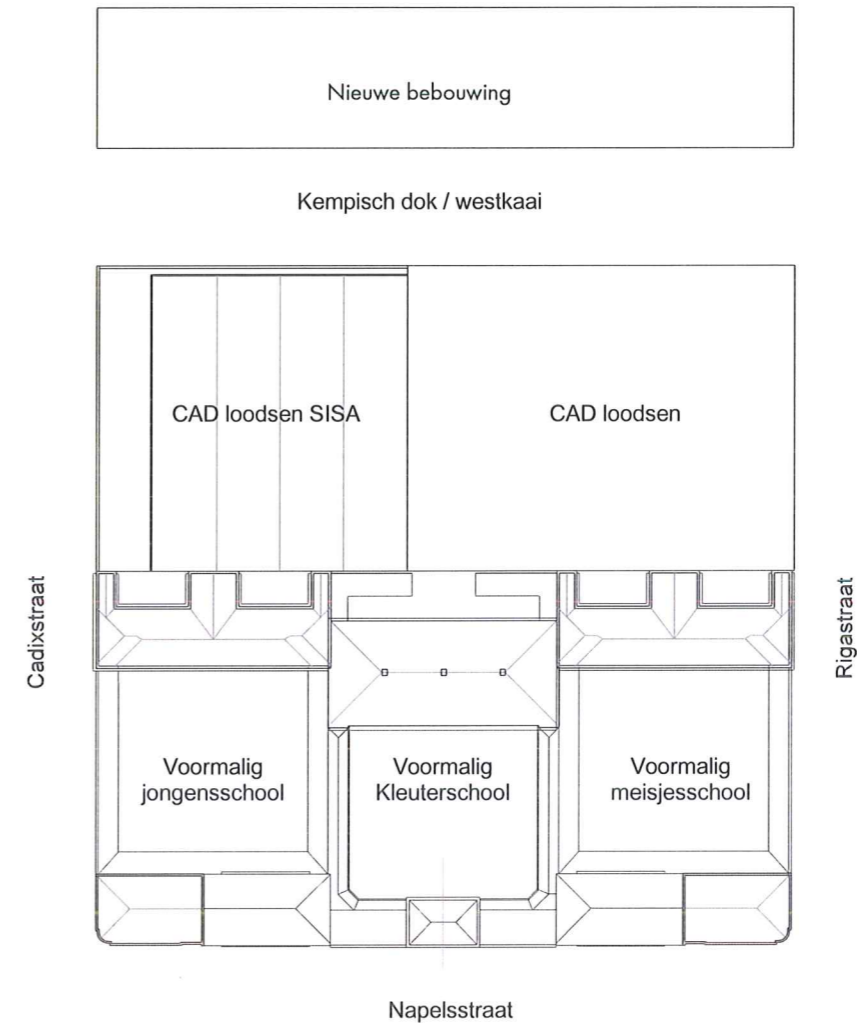 Nieuwe bebouwing
Kempisch dok / westkaai
CAD loodsen SISA
CAD loodsen
Cadixstraat
Rigastraat
Voormalig
jongensschool
Voormalig
Kleuterschool
Voormalig
meisjesschool
Napelsstraat